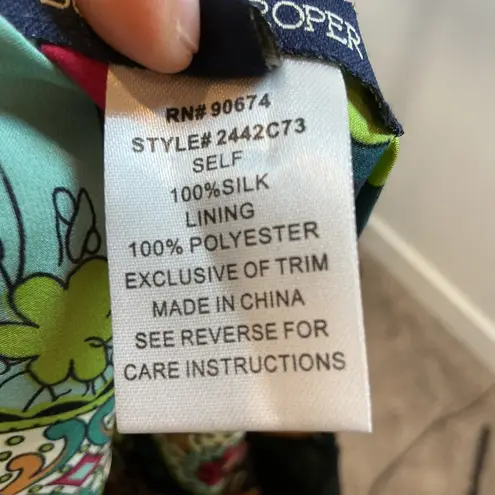 ROPER
RN# 90674
STYLE# 2442C73
SELF
100%SILK
LINING
100% POLYESTER
EXCLUSIVE OF TRIM
MADE IN CHINA
SEE REVERSE FOR
CARE INSTRUCTIONS